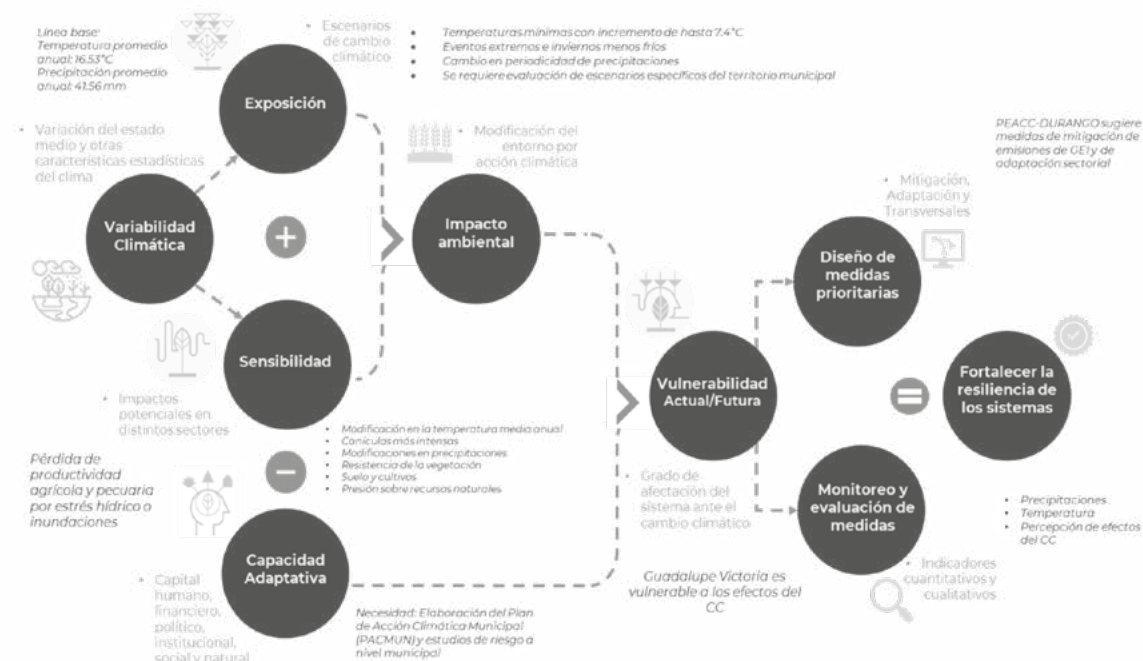 Línea base:
Temperatura promedio
anual: 16.53°C
Precipitación promedio
anual: 41.56 mm
• Escenarios
de cambio
climático
• Temperaturas mínimas con incremento de hasta 7.4°C
• Eventos extremos e inviernos menos fríos
• Cambio en periodicidad de precipitaciones
• Se requiere evaluación de escenarios específicos del territorio municipal
Exposición
• Variación del estado
medio y otras
características estadísticas
del clima
Variabilidad
Climática
+
• Modificación del
entorno por
acción climática
Impacto
ambiental
Sensibilidad
• Impactos
potenciales en
distintos sectores
• Modificación en la temperatura media anual
• Canículas más intensas
• Modificaciones en precipitaciones
• Resistencia de la vegetación
• Suelo y cultivos
• Presión sobre recursos naturales
Pérdida de
productividad
agrícola y pecuaria
por estrés hídrico o
inundaciones
−
Capacidad
Adaptativa
• Capital
humano,
financiero,
político,
institucional,
social y natural
Necesidad: Elaboración del Plan
de Acción Climática Municipal
(PACMUN) y estudios de riesgo a
nivel municipal
Vulnerabilidad
Actual/Futura
• Grado de
afectación del
sistema ante el
cambio climático
Guadalupe Victoria es
vulnerable a los efectos del
CC
PEACC-DURANGO sugiere
medidas de mitigación de
emisiones de GEI y de
adaptación sectorial
• Mitigación,
Adaptación y
Transversales
Diseño de
medidas
prioritarias
=
Fortalecer la
resiliencia de
los sistemas
Monitoreo y
evaluación de
medidas
• Precipitaciones
• Temperatura
• Percepción de efectos
del CC
• Indicadores
cuantitativos y
cualitativos